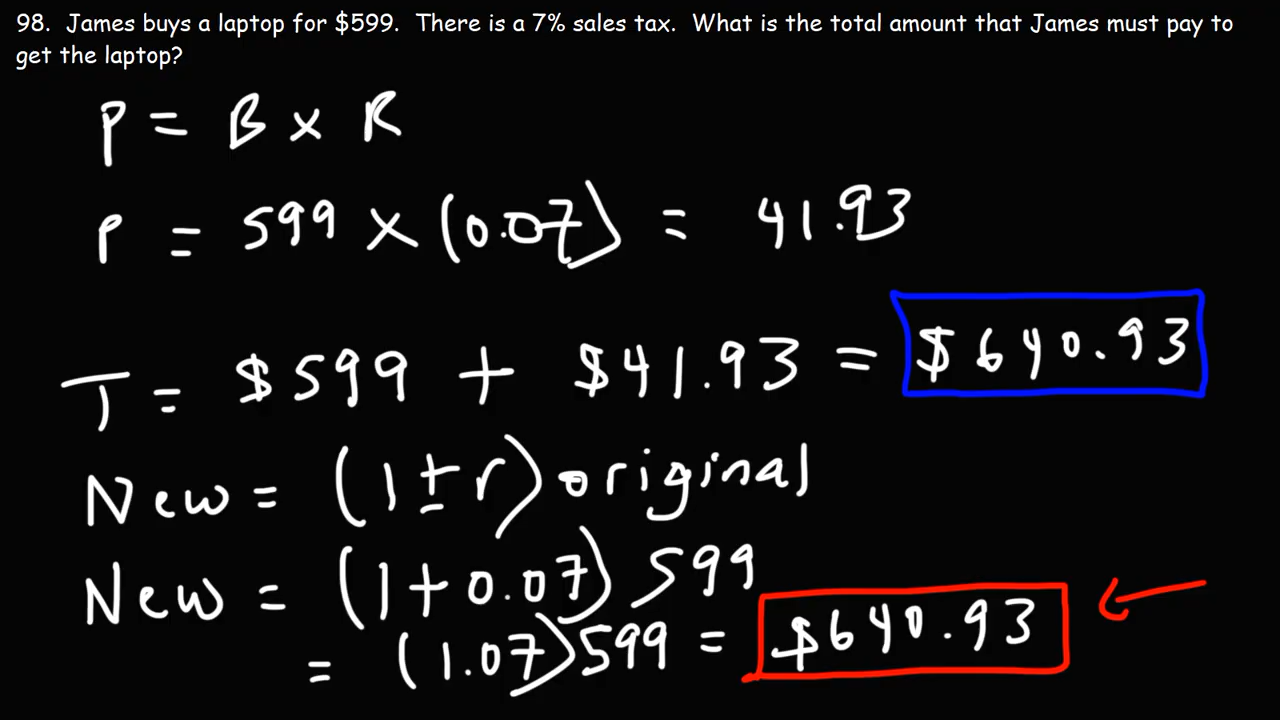 98. James buys a laptop for $599. There is a 7% sales tax. What is the total amount that James must pay to
get the laptop?
P = B x R
P = 599 x (0.07) = 41.93
T = $599 + $41.93 = $640.93
New = (1 ± r) original
New = (1 + 0.07) 599
= (1.07) 599 = $640.93